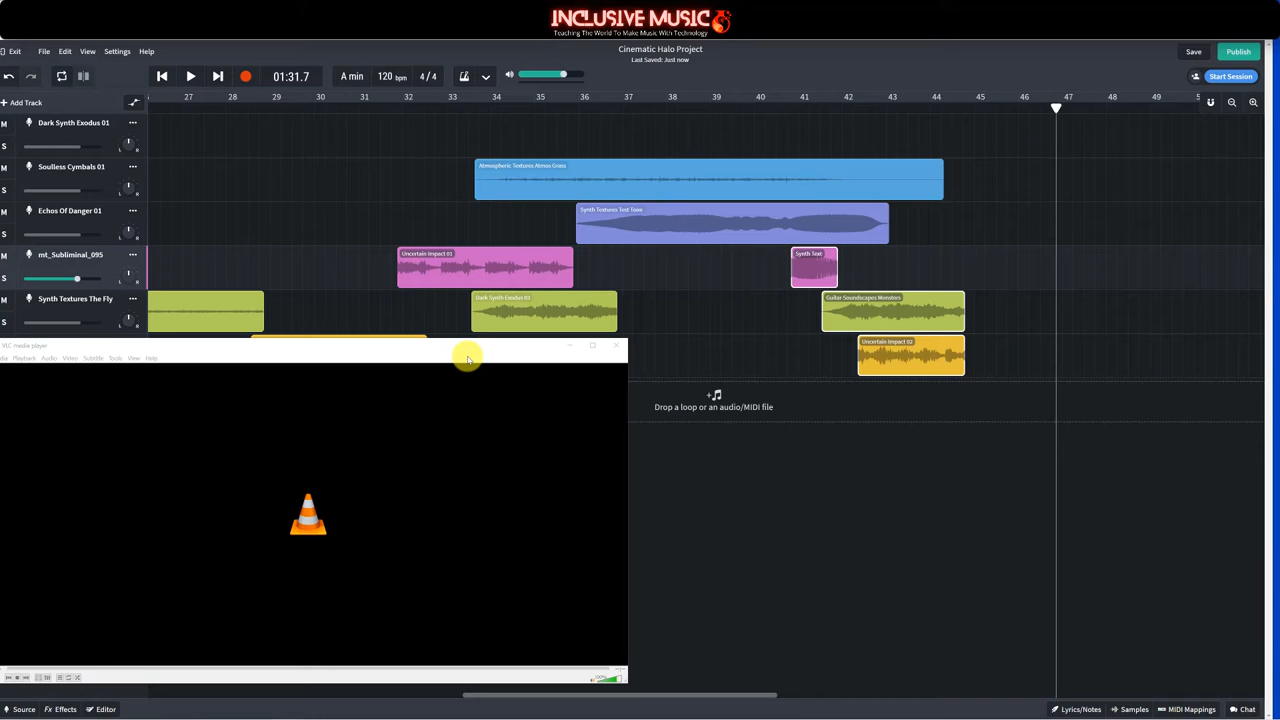 INCLUSIVE MUSIC
Teaching The World To Make Music With Technology
Exit File Edit View Settings Help
Cinematic Halo Project
Last Saved: Just now
Save Publish
01:31.7 A min 120 bpm 4 / 4
Start Session
+ Add Track
27 28 29 30 31 32 33 34 35 36 37 38 39 40 41 42 43 44 45 46 47 48 49
M Dark Synth Exodus 01
S L R
M Soulless Cymbals 01
Atmospheric Textures Atmos Grass
S L R
M Echos Of Danger 01
Synth Textures Test Tone
S L R
M mt_Subliminal_095
Uncertain Impact 01
Synth Text
S L R
M Synth Textures The Fly
Dark Synth Exodus 03
Guitar Soundscapes Monsters
S L R
Uncertain Impact 02
VLC media player
Playback Audio Video Subtitle Tools View Help
Drop a loop or an audio/MIDI file
100%
Source Fx Effects Editor
Lyrics/Notes Samples MIDI Mappings Chat